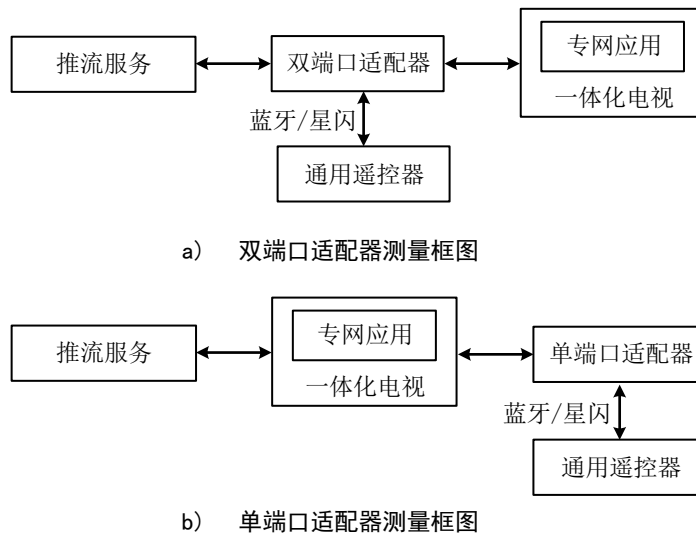 推流服务
双端口适配器
专网应用
一体化电视
蓝牙/星闪
通用遥控器
a） 双端口适配器测量框图
推流服务
专网应用
一体化电视
单端口适配器
蓝牙/星闪
通用遥控器
b） 单端口适配器测量框图